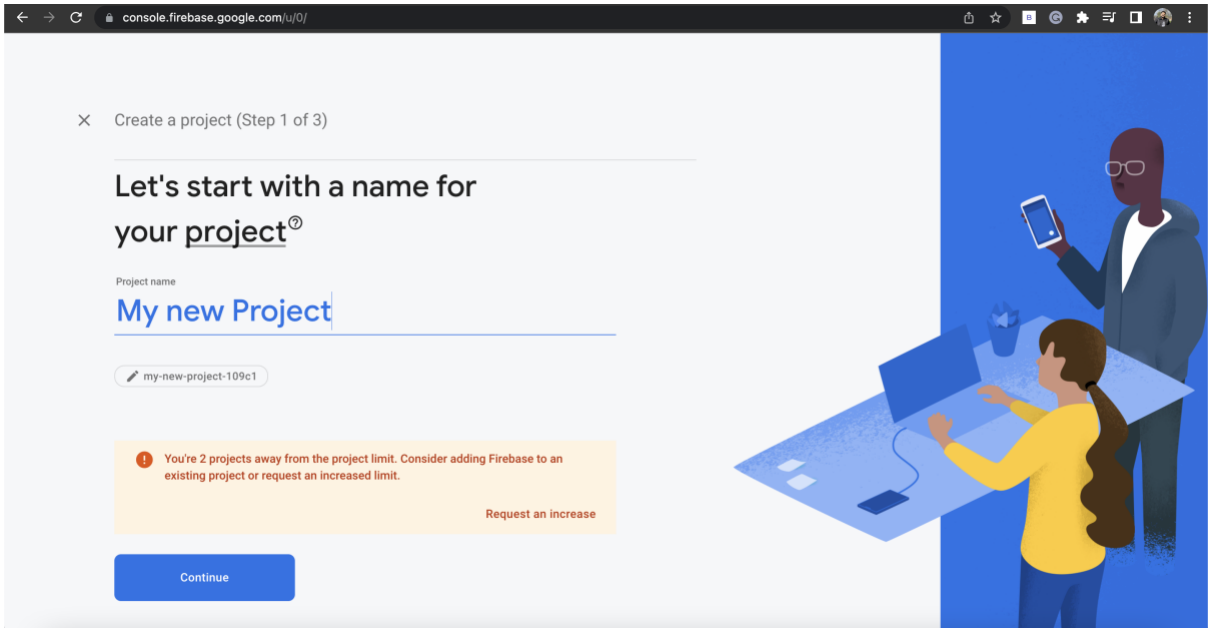 console.firebase.google.com/u/0/
Create a project (Step 1 of 3)
Let's start with a name for
your project?
Project name
My new Project
my-new-project-109c1
You're 2 projects away from the project limit. Consider adding Firebase to an
existing project or request an increased limit.
Request an increase
Continue